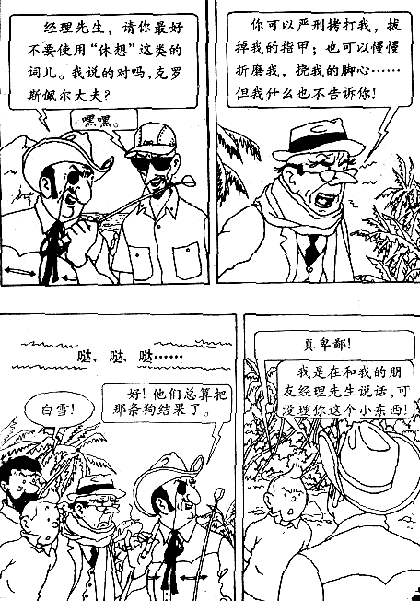 经理先生，请你最好
不要使用“休想”这类的
词儿。我说的对吗，克罗
斯佩尔大夫？
嘿嘿。
你可以严刑拷打我，拔
掉我的指甲；也可以慢慢
折磨我，挠我的脚心……
但我什么也不告诉你！
哒、哒、哒……
白雪！
好！他们总算把
那条狗结果了。
真卑鄙！
我是在和我的朋
友经理先生说话，可
没理你这个小东西！